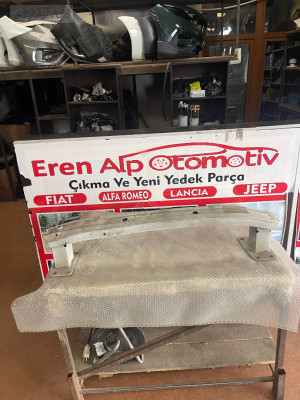 Eren Alp Otomotiv
Çıkma Ve Yeni Yedek Parça
FIAT
ALFA ROMEO
LANCIA
JEEP